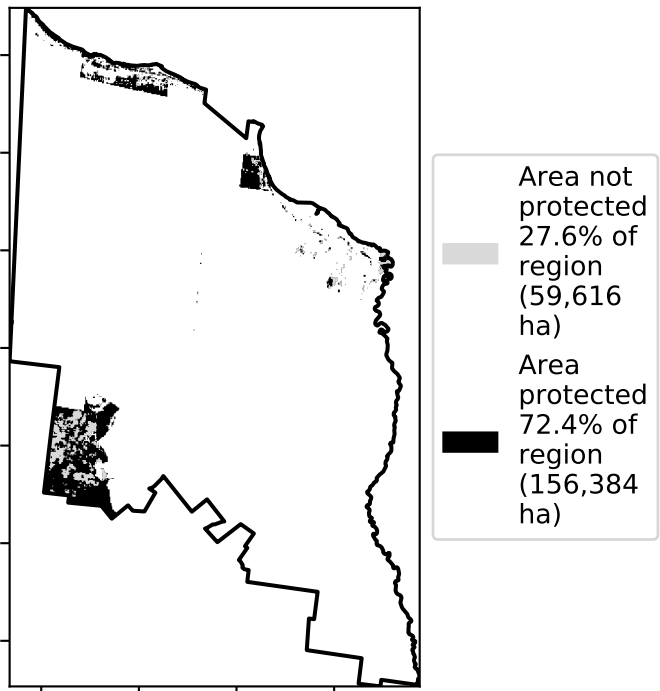 Area not
protected
27.6% of
region
(59,616
ha)
Area
protected
72.4% of
region
(156,384
ha)